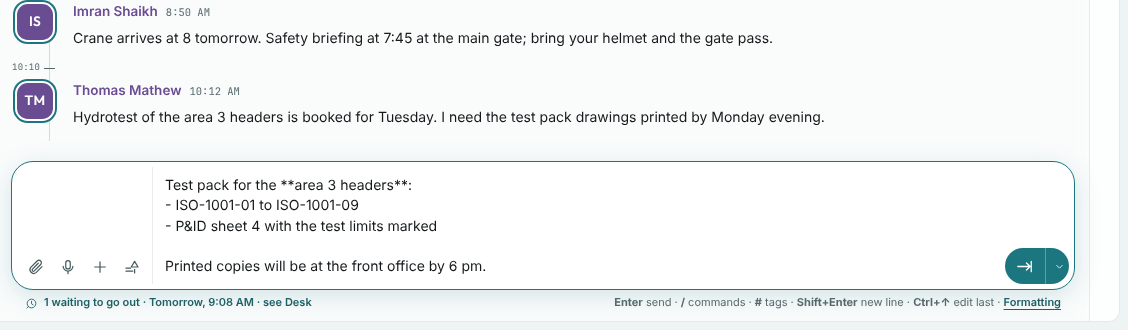 IS
Imran Shaikh 8:50 AM
Crane arrives at 8 tomorrow. Safety briefing at 7:45 at the main gate; bring your helmet and the gate pass.
10:10
TM
Thomas Mathew 10:12 AM
Hydrotest of the area 3 headers is booked for Tuesday. I need the test pack drawings printed by Monday evening.
Test pack for the **area 3 headers**:
- ISO-1001-01 to ISO-1001-09
- P&ID sheet 4 with the test limits marked
Printed copies will be at the front office by 6 pm.
1 waiting to go out · Tomorrow, 9:08 AM · see Desk
Enter send · / commands · # tags · Shift+Enter new line · Ctrl+↑ edit last · Formatting